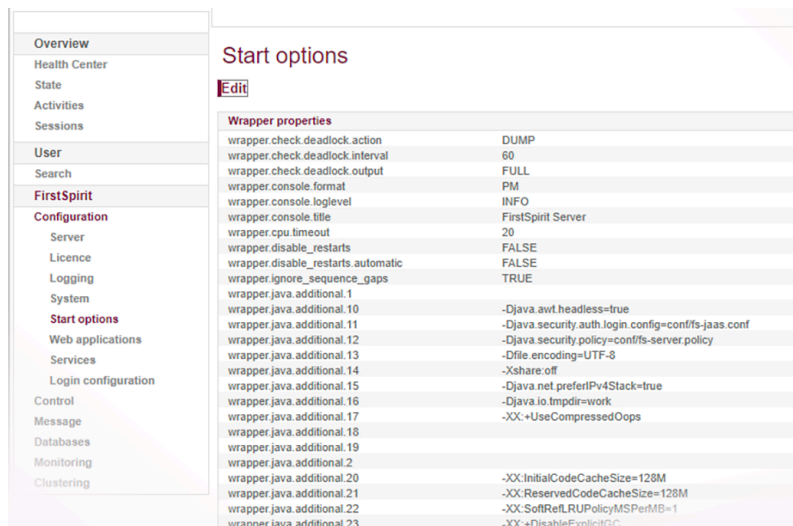 Overview
Health Center
State
Activities
Sessions
User
Search
FirstSpirit
Configuration
Server
Licence
Logging
System
Start options
Web applications
Services
Login configuration
Control
Message
Databases
Monitoring
Clustering
Start options
Edit
Wrapper properties
wrapper.check.deadlock.action DUMP
wrapper.check.deadlock.interval 60
wrapper.check.deadlock.output FULL
wrapper.console.format PM
wrapper.console.loglevel INFO
wrapper.console.title FirstSpirit Server
wrapper.cpu.timeout 20
wrapper.disable_restarts FALSE
wrapper.disable_restarts.automatic FALSE
wrapper.ignore_sequence_gaps TRUE
wrapper.java.additional.1
wrapper.java.additional.10 -Djava.awt.headless=true
wrapper.java.additional.11 -Djava.security.auth.login.config=conf/fs-jaas.conf
wrapper.java.additional.12 -Djava.security.policy=conf/fs-server.policy
wrapper.java.additional.13 -Dfile.encoding=UTF-8
wrapper.java.additional.14 -Xshare:off
wrapper.java.additional.15 -Djava.net.preferIPv4Stack=true
wrapper.java.additional.16 -Djava.io.tmpdir=work
wrapper.java.additional.17 -XX:+UseCompressedOops
wrapper.java.additional.18
wrapper.java.additional.19
wrapper.java.additional.2
wrapper.java.additional.20 -XX:InitialCodeCacheSize=128M
wrapper.java.additional.21 -XX:ReservedCodeCacheSize=128M
wrapper.java.additional.22 -XX:SoftRefLRUPolicyMSPerMB=1
wrapper.java.additional.23 -XX:+DisableExplicitGC